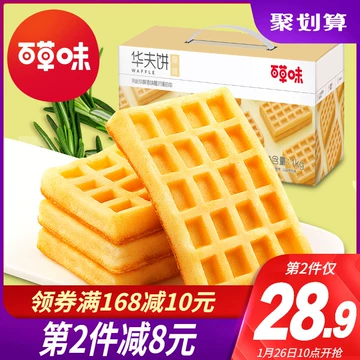 百草味
聚划算
华夫饼
WAFFLE
百草味
1kg
领券满168减10元
第2件减8元
第2件仅
28.9
1月26日10点开抢